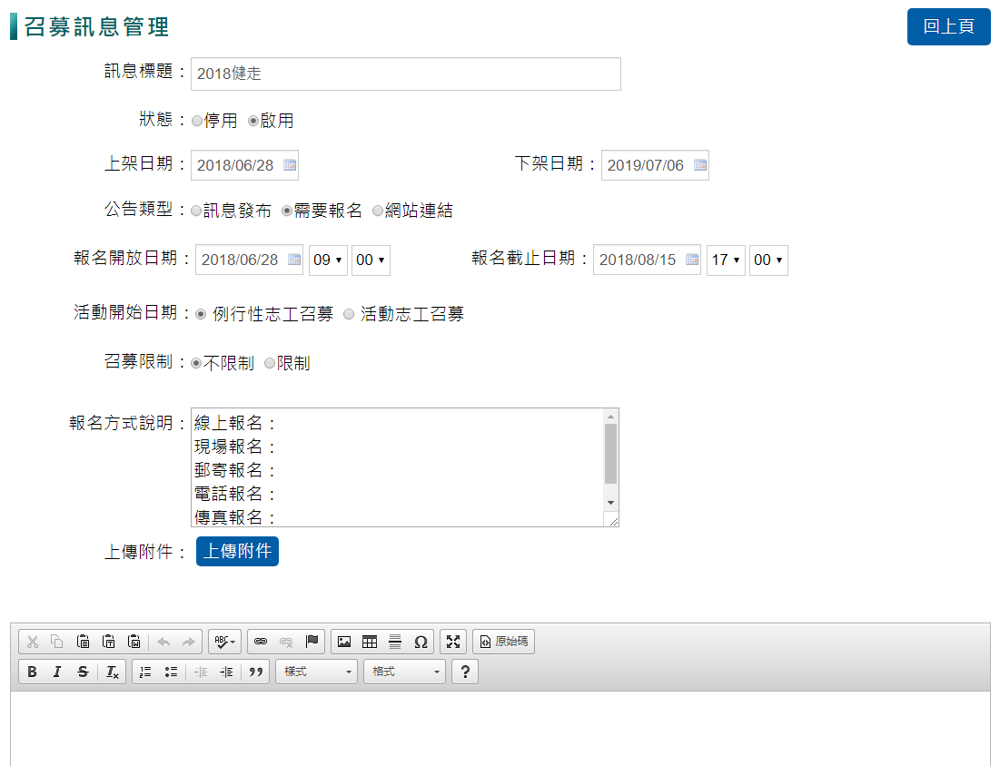 召募訊息管理
回上頁
訊息標題：2018健走
狀態：停用 啟用
上架日期：2018/06/28 下架日期：2019/07/06
公告類型：訊息發布 需要報名 網站連結
報名開放日期：2018/06/28 09 00 報名截止日期：2018/08/15 17 00
活動開始日期：例行性志工召募 活動志工召募
召募限制：不限制 限制
報名方式說明：線上報名：
現場報名：
郵寄報名：
電話報名：
傳真報名：
上傳附件：上傳附件
ABC Ω 原始碼
B I S Tx 樣式 格式 ?